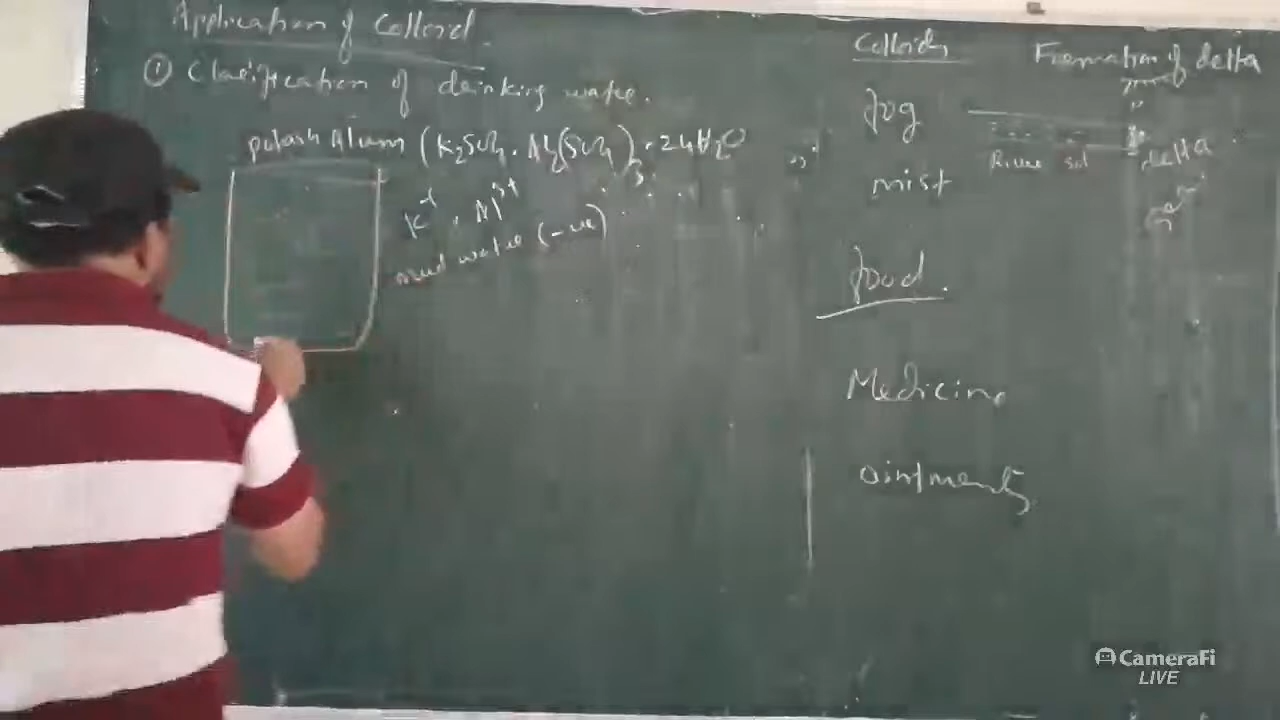 Application of Colloid.
① Clarification of drinking water.
potash Alum (K₂SO₄. Al₂(SO₄)₃. 24H₂O
K⁺, Al³⁺
mud water (-ve)
Colloids
fog
mist
food.
Medicine
ointments
Formation of delta
River sol
delta
CameraFi
LIVE